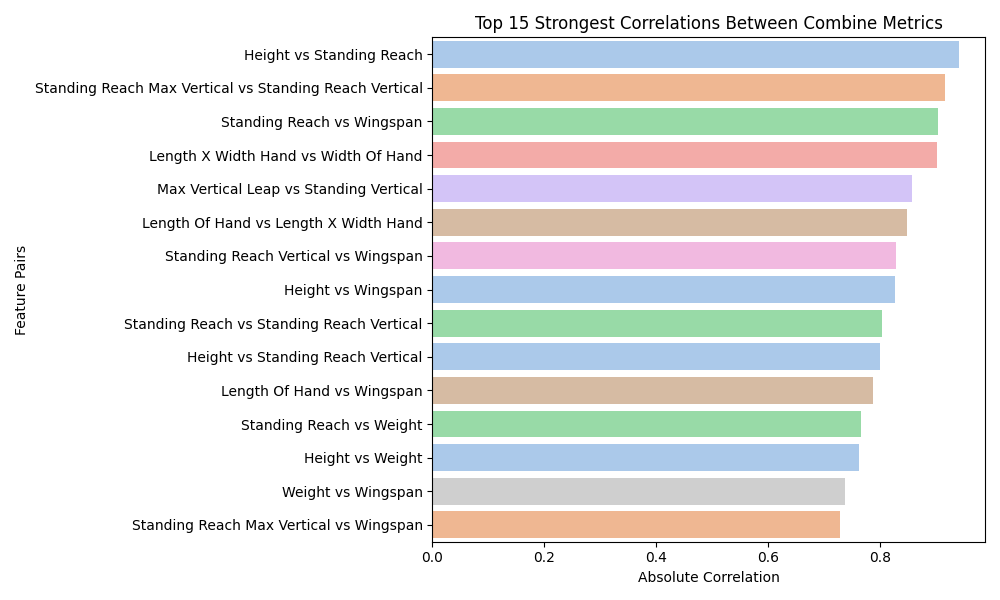 Top 15 Strongest Correlations Between Combine Metrics
Feature Pairs
Height vs Standing Reach
Standing Reach Max Vertical vs Standing Reach Vertical
Standing Reach vs Wingspan
Length X Width Hand vs Width Of Hand
Max Vertical Leap vs Standing Vertical
Length Of Hand vs Length X Width Hand
Standing Reach Vertical vs Wingspan
Height vs Wingspan
Standing Reach vs Standing Reach Vertical
Height vs Standing Reach Vertical
Length Of Hand vs Wingspan
Standing Reach vs Weight
Height vs Weight
Weight vs Wingspan
Standing Reach Max Vertical vs Wingspan
0.0 0.2 0.4 0.6 0.8
Absolute Correlation